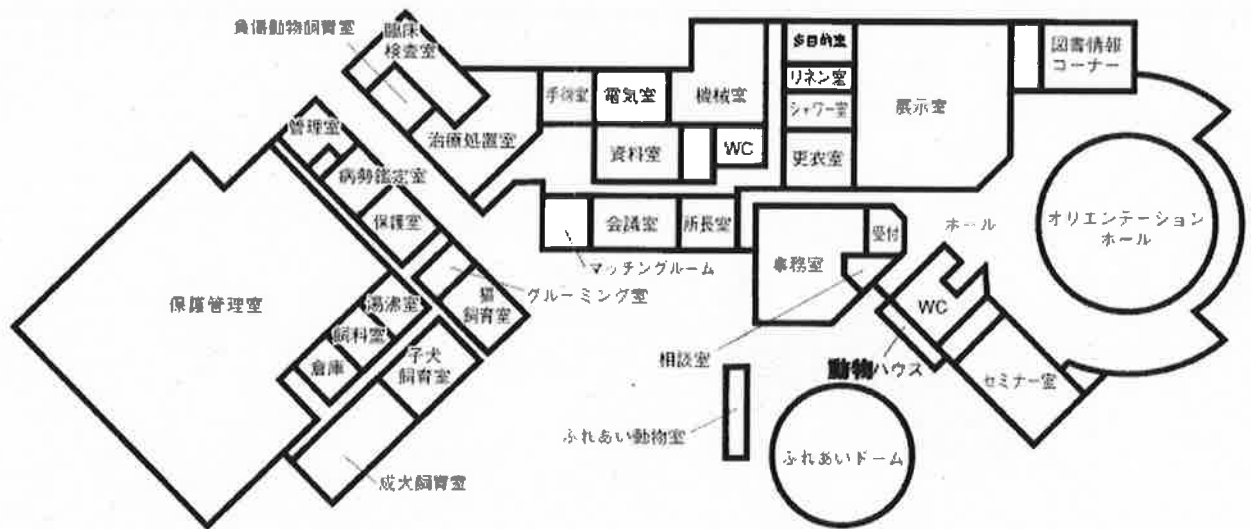 負傷動物飼育室
臨床
検査室
管理室
病勢鑑定室
保護室
治療処置室
手術室
電気室
機械室
資料室
WC
多目的室
リネン室
シャワー室
更衣室
展示室
図書情報
コーナー
オリエンテーション
ホール
ホール
会議室
所長室
マッチングルーム
事務室
受付
相談室
WC
動物ハウス
セミナー室
グルーミング室
猫
飼育室
保護管理室
湯沸室
飼料室
倉庫
子犬
飼育室
成犬飼育室
ふれあい動物室
ふれあいドーム